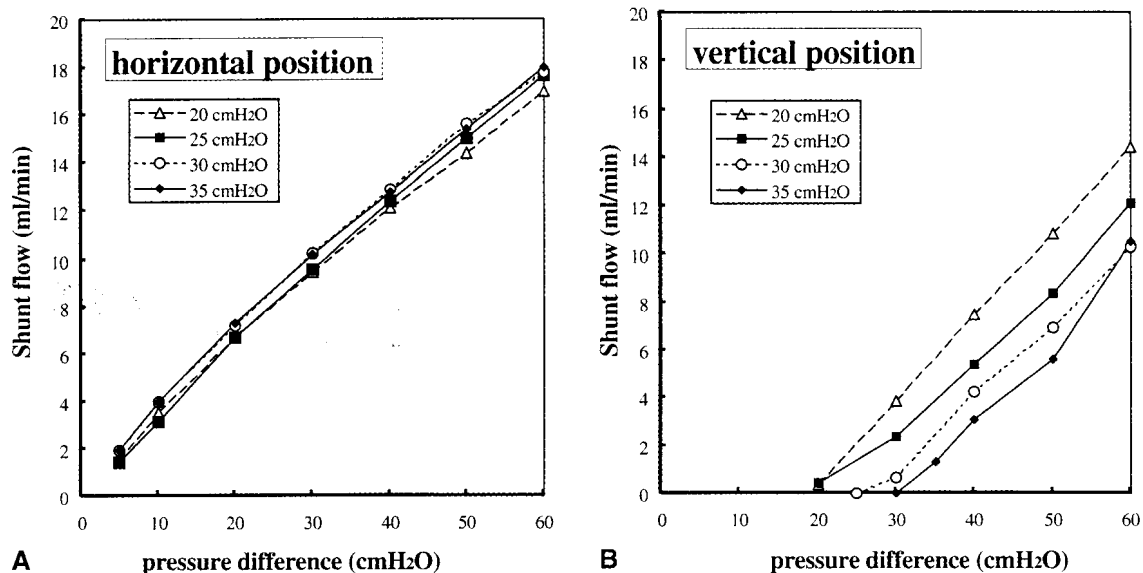 20
18
16
14
12
10
8
6
4
2
0
Shunt flow (ml/min)
horizontal position
20 cmH2O
25 cmH2O
30 cmH2O
35 cmH2O
0 10 20 30 40 50 60
A pressure difference (cmH2O)
20
18
16
14
12
10
8
6
4
2
0
Shunt flow (ml/min)
vertical position
20 cmH2O
25 cmH2O
30 cmH2O
35 cmH2O
0 10 20 30 40 50 60
B pressure difference (cmH2O)